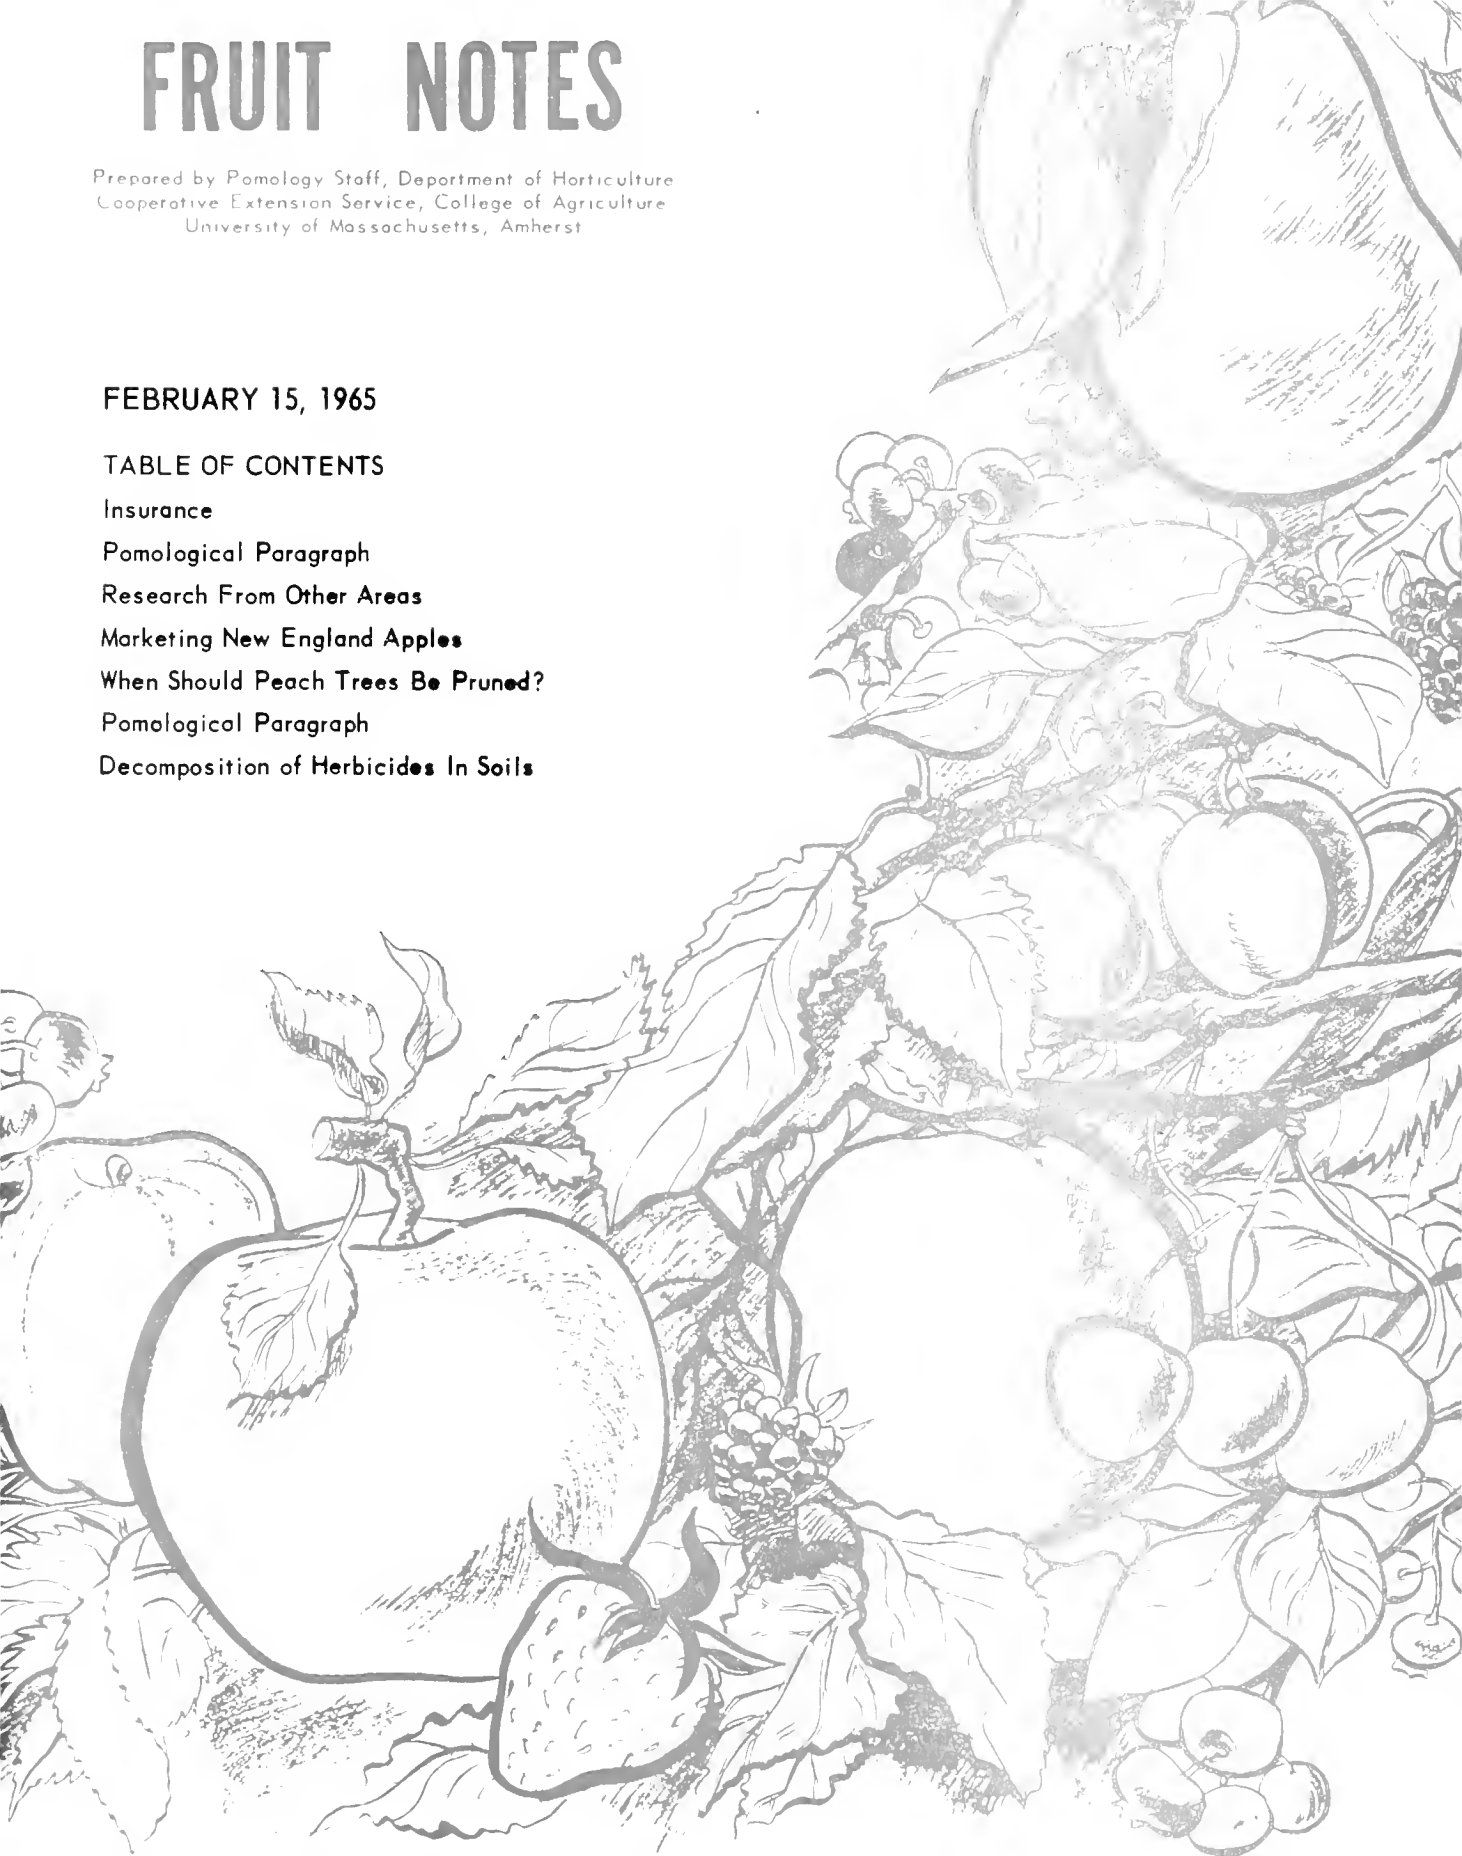 FRUIT NOTES
Prepared by Pomology Staff, Department of Horticulture
Cooperative Extension Service, College of Agriculture
University of Massachusetts, Amherst
FEBRUARY 15, 1965
TABLE OF CONTENTS
Insurance
Pomological Paragraph
Research From Other Areas
Marketing New England Apples
When Should Peach Trees Be Pruned?
Pomological Paragraph
Decomposition of Herbicides In Soils